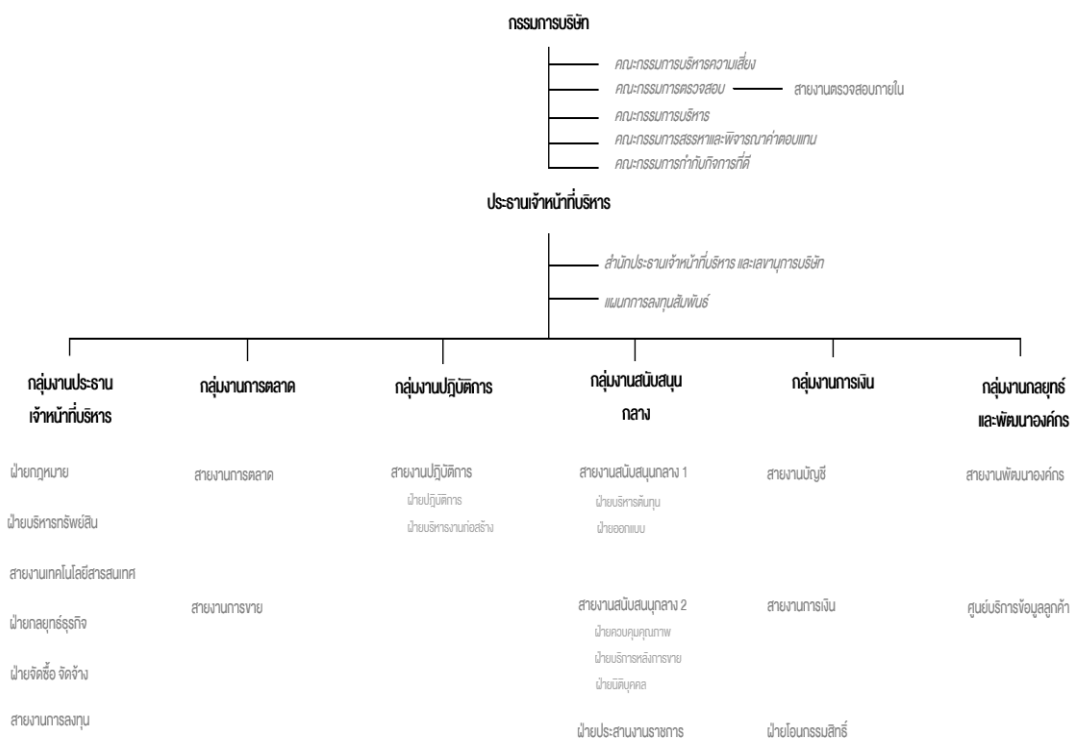 กรรมการบริษัท
คณะกรรมการบริหารความเสี่ยง
คณะกรรมการตรวจสอบ สายงานตรวจสอบภายใน
คณะกรรมการบริหาร
คณะกรรมการสรรหาและพิจารณาค่าตอบแทน
คณะกรรมการกำกับกิจการที่ดี
ประธานเจ้าหน้าที่บริหาร
สำนักประธานเจ้าหน้าที่บริหาร และเลขานุการบริษัท
แผนกการลงทุนสัมพันธ์
กลุ่มงานประธาน
เจ้าหน้าที่บริหาร
ฝ่ายกฎหมาย
ฝ่ายบริหารทรัพย์สิน
สายงานเทคโนโลยีสารสนเทศ
ฝ่ายกลยุทธ์ธุรกิจ
ฝ่ายจัดซื้อ จัดจ้าง
สายงานการลงทุน
กลุ่มงานการตลาด
สายงานการตลาด
สายงานการขาย
กลุ่มงานปฏิบัติการ
สายงานปฏิบัติการ
ฝ่ายปฏิบัติการ
ฝ่ายบริหารงานก่อสร้าง
กลุ่มงานสนับสนุน
กลาง
สายงานสนับสนุนกลาง 1
ฝ่ายบริหารต้นทุน
ฝ่ายออกแบบ
สายงานสนับสนุนกลาง 2
ฝ่ายควบคุมคุณภาพ
ฝ่ายบริการหลังการขาย
ฝ่ายนิติบุคคล
ฝ่ายประสานงานราชการ
กลุ่มงานการเงิน
สายงานบัญชี
สายงานการเงิน
ฝ่ายโอนกรรมสิทธิ์
กลุ่มงานกลยุทธ์
และพัฒนาองค์กร
สายงานพัฒนาองค์กร
ศูนย์บริการข้อมูลลูกค้า